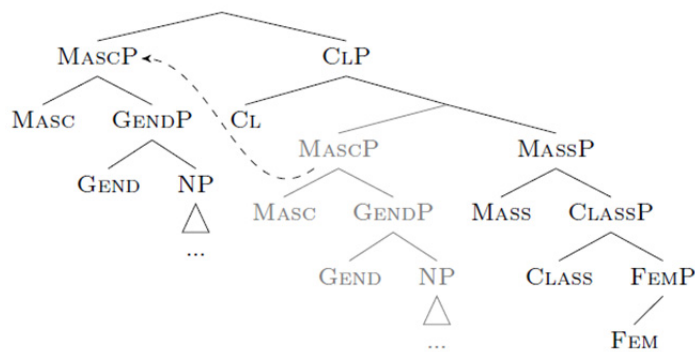 MASCP CLP
MASC GENDP CL
MASCP MASSP
GEND NP
MASC GENDP MASS CLASSP
...
GEND NP CLASS FEMP
...
FEM